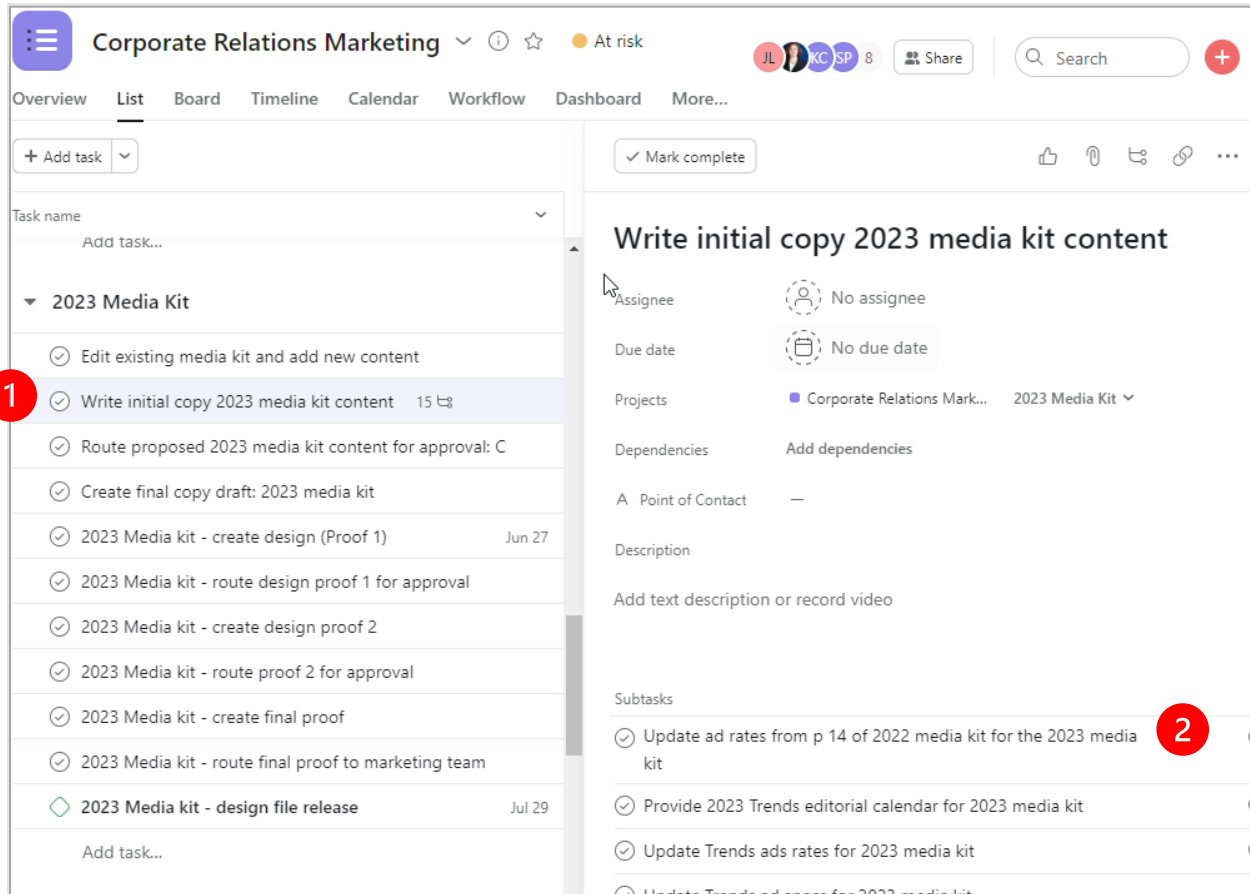 Corporate Relations Marketing
At risk
JL
KC
SP
8
Share
Search
Overview List Board Timeline Calendar Workflow Dashboard More...
+ Add task
Mark complete
Task name
Add task...
Write initial copy 2023 media kit content
2023 Media Kit
Assignee No assignee
Due date No due date
Projects Corporate Relations Mark... 2023 Media Kit
Dependencies Add dependencies
A Point of Contact —
Description
Add text description or record video
Edit existing media kit and add new content
1
Write initial copy 2023 media kit content 15
Route proposed 2023 media kit content for approval: C
Create final copy draft: 2023 media kit
2023 Media kit - create design (Proof 1) Jun 27
2023 Media kit - route design proof 1 for approval
2023 Media kit - create design proof 2
2023 Media kit - route proof 2 for approval
2023 Media kit - create final proof
2023 Media kit - route final proof to marketing team
2023 Media kit - design file release Jul 29
Add task...
Subtasks
2
Update ad rates from p 14 of 2022 media kit for the 2023 media
kit
Provide 2023 Trends editorial calendar for 2023 media kit
Update Trends ads rates for 2023 media kit
Update Trends ad specs for 2023 media kit